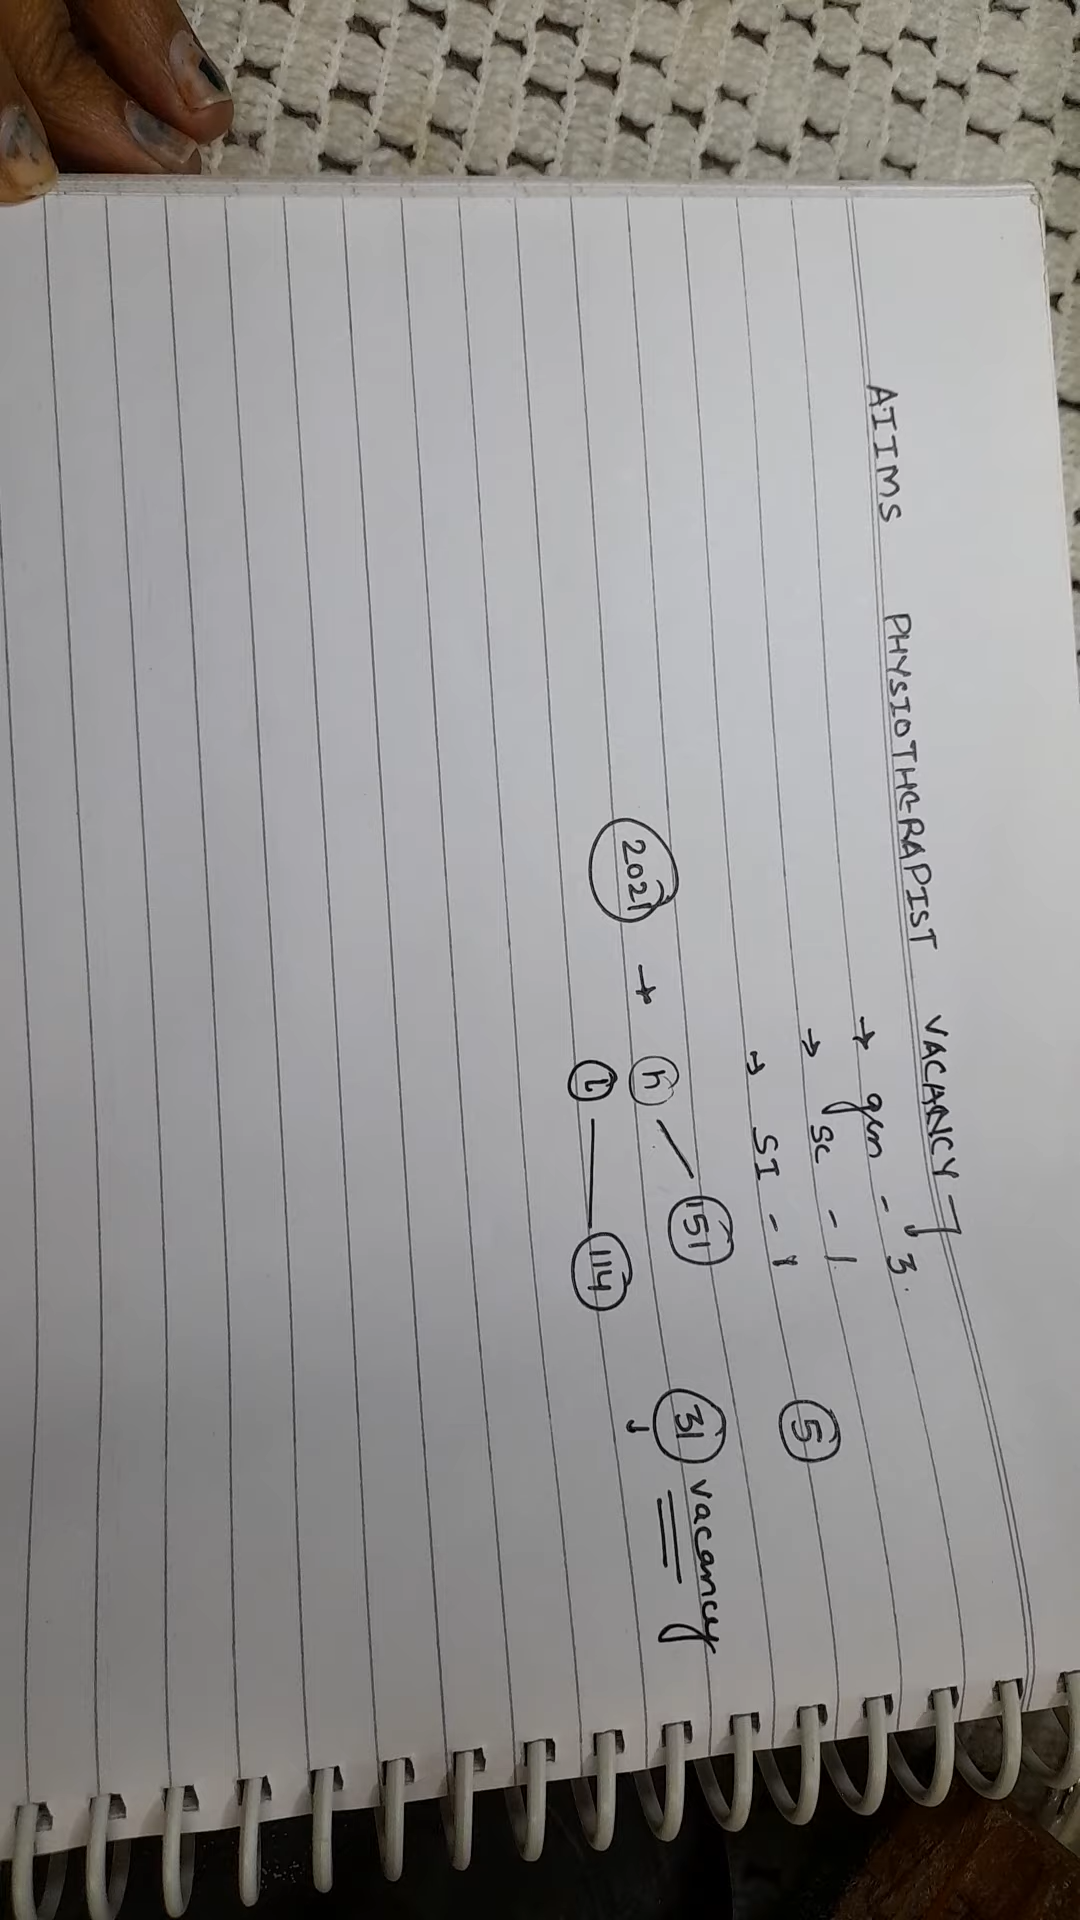 AIIMS PHYSIOTHERAPIST VACANCY
→ gen - 3.
→ SC - 1
→ ST - 1
5
2021 → h - 151
31 vacancy
l - 114